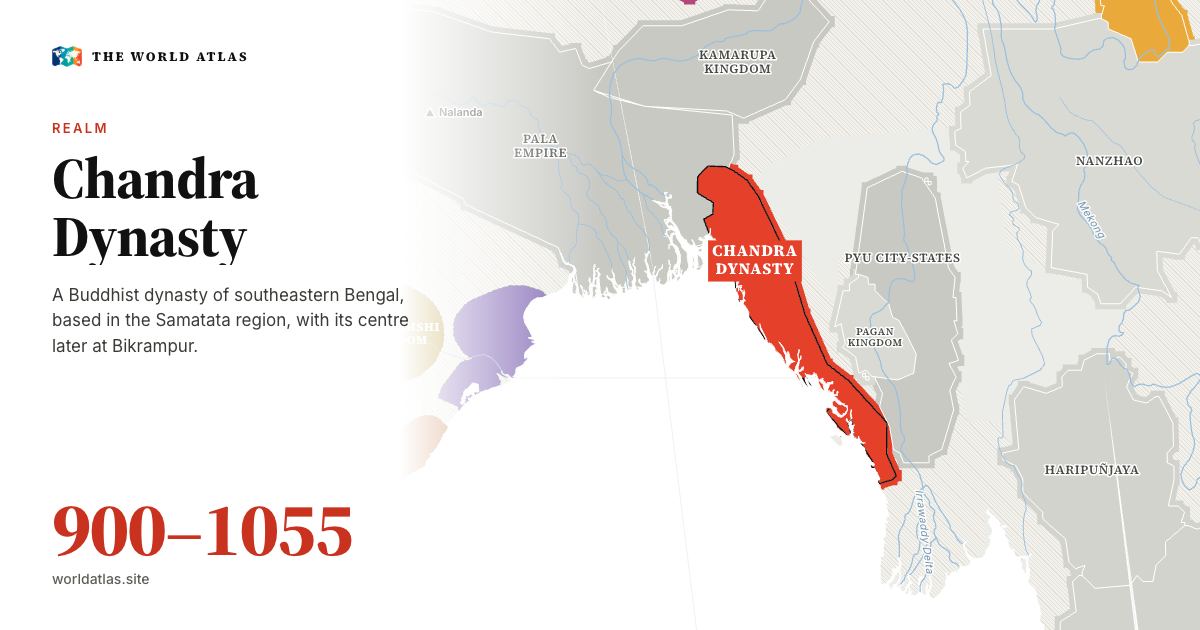 THE WORLD ATLAS
REALM
Chandra
Dynasty
A Buddhist dynasty of southeastern Bengal,
based in the Samatata region, with its centre
later at Bikrampur.
900–1055
worldatlas.site
KAMARUPA
KINGDOM
Nalanda
PALA
EMPIRE
NANZHAO
Mekong
CHANDRA
DYNASTY
PYU CITY-STATES
PAGAN
KINGDOM
HARIPUÑJAYA
Irrawaddy Delta